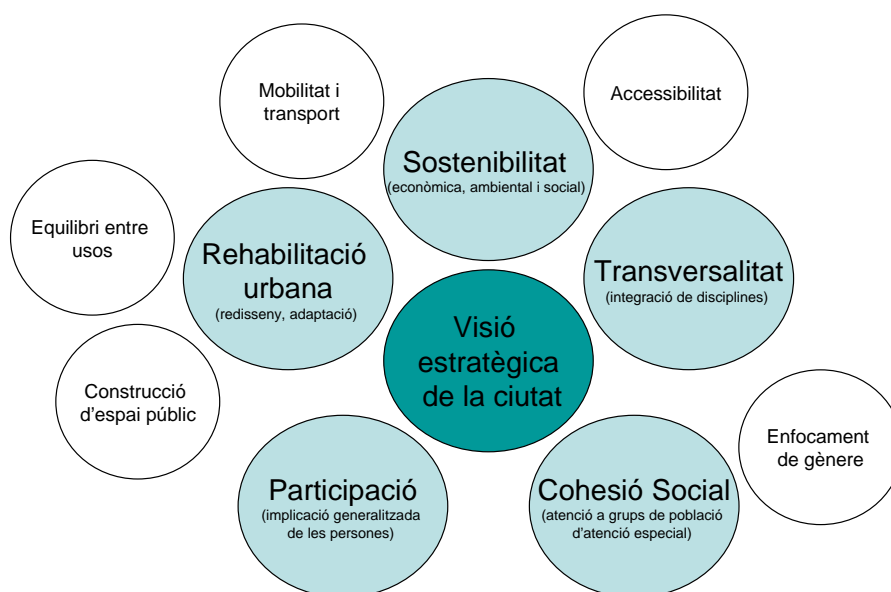 Mobilitat i
transport
Accessibilitat
Sostenibilitat
(econòmica, ambiental i social)
Equilibri entre
usos
Rehabilitació
urbana
(redisseny, adaptació)
Transversalitat
(integració de disciplines)
Visió
estratègica
de la ciutat
Construcció
d'espai públic
Enfocament
de gènere
Participació
(implicació generalitzada
de les persones)
Cohesió Social
(atenció a grups de població
d'atenció especial)